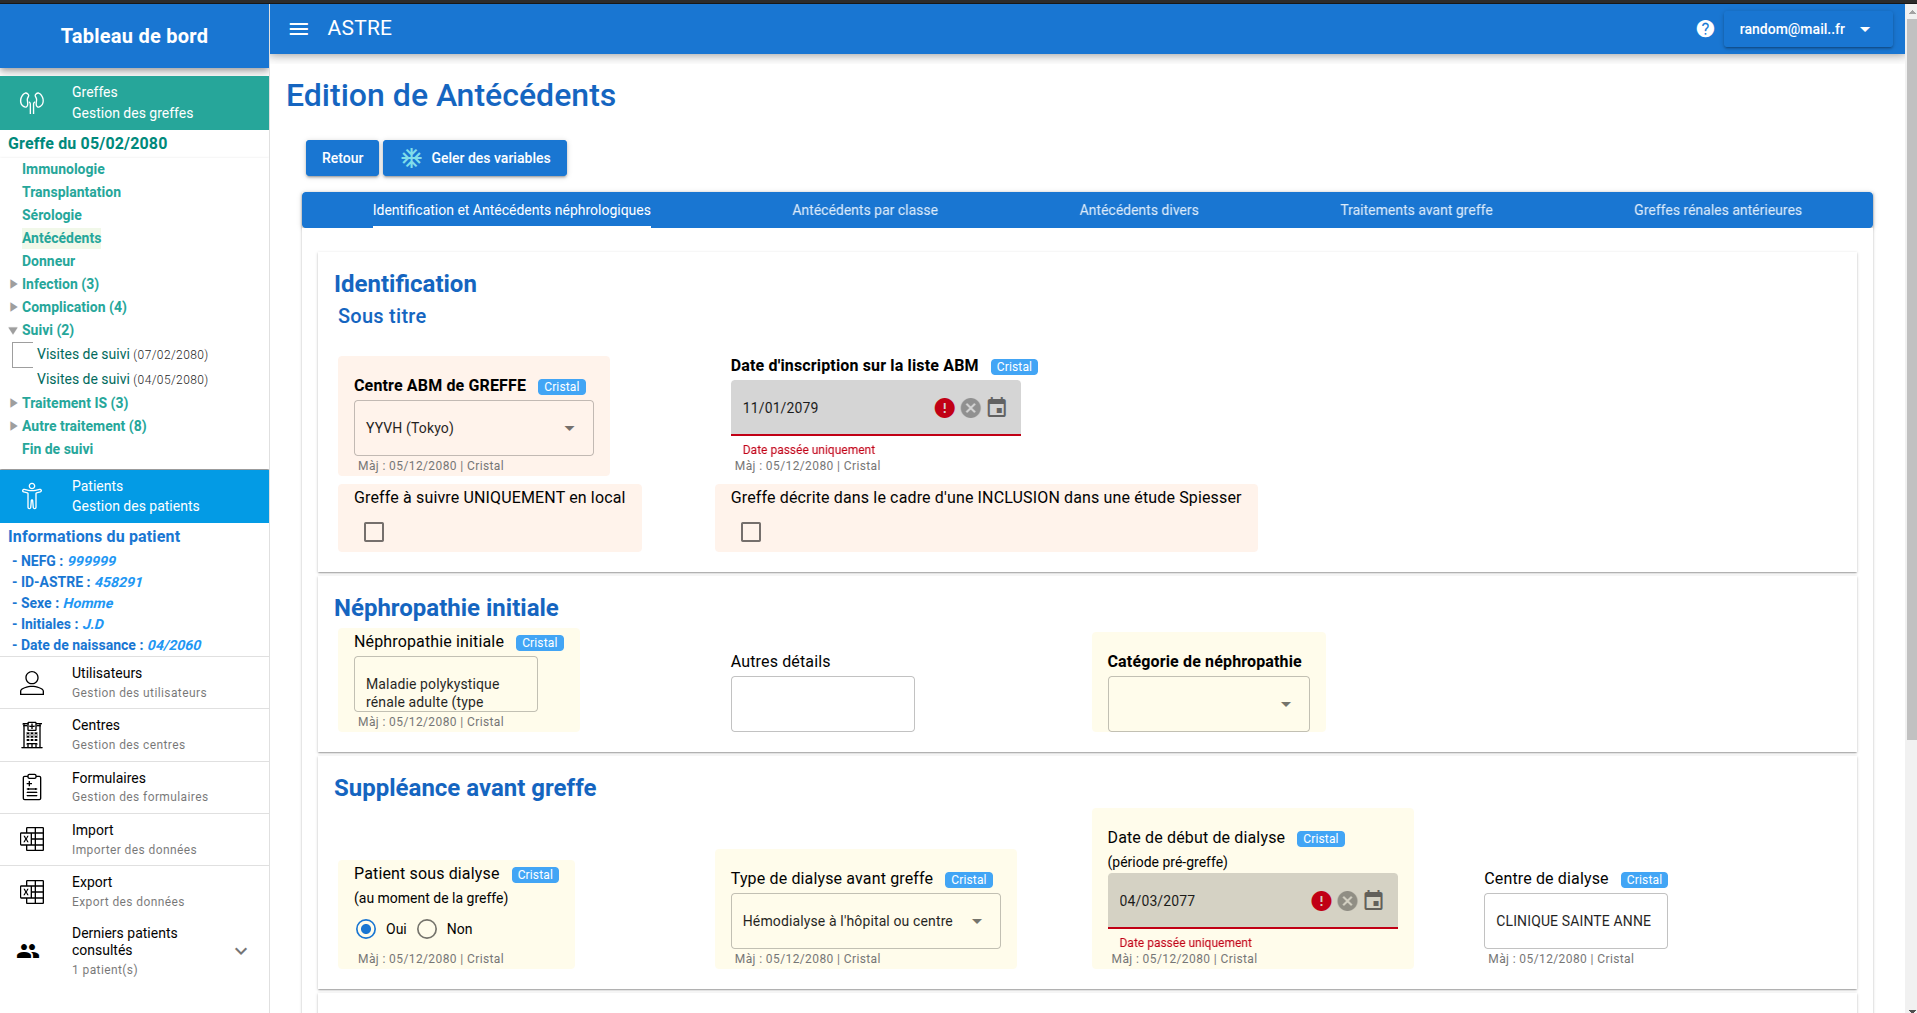 Tableau de bord
ASTRE
random@mail..fr
Greffes
Gestion des greffes
Greffe du 05/02/2080
Immunologie
Transplantation
Sérologie
Antécédents
Donneur
Infection (3)
Complication (4)
Suivi (2)
Visites de suivi (07/02/2080)
Visites de suivi (04/05/2080)
Traitement IS (3)
Autre traitement (8)
Fin de suivi
Patients
Gestion des patients
Informations du patient
- NEFG : 999999
- ID-ASTRE : 458291
- Sexe : Homme
- Initiales : J.D
- Date de naissance : 04/2060
Utilisateurs
Gestion des utilisateurs
Centres
Gestion des centres
Formulaires
Gestion des formulaires
Import
Importer des données
Export
Export des données
Derniers patients
consultés
1 patient(s)
Edition de Antécédents
Retour
Geler des variables
Identification et Antécédents néphrologiques
Antécédents par classe
Antécédents divers
Traitements avant greffe
Greffes rénales antérieures
Identification
Sous titre
Centre ABM de GREFFE Cristal
YYVH (Tokyo)
Màj : 05/12/2080 | Cristal
Date d'inscription sur la liste ABM Cristal
11/01/2079
Date passée uniquement
Màj : 05/12/2080 | Cristal
Greffe à suivre UNIQUEMENT en local
Greffe décrite dans le cadre d'une INCLUSION dans une étude Spiesser
Néphropathie initiale
Néphropathie initiale Cristal
Maladie polykystique
rénale adulte (type
Màj : 05/12/2080 | Cristal
Autres détails
Catégorie de néphropathie
Suppléance avant greffe
Patient sous dialyse Cristal
(au moment de la greffe)
Oui Non
Màj : 05/12/2080 | Cristal
Type de dialyse avant greffe Cristal
Hémodialyse à l'hôpital ou centre
Màj : 05/12/2080 | Cristal
Date de début de dialyse Cristal
(période pré-greffe)
04/03/2077
Date passée uniquement
Màj : 05/12/2080 | Cristal
Centre de dialyse Cristal
CLINIQUE SAINTE ANNE
Màj : 05/12/2080 | Cristal